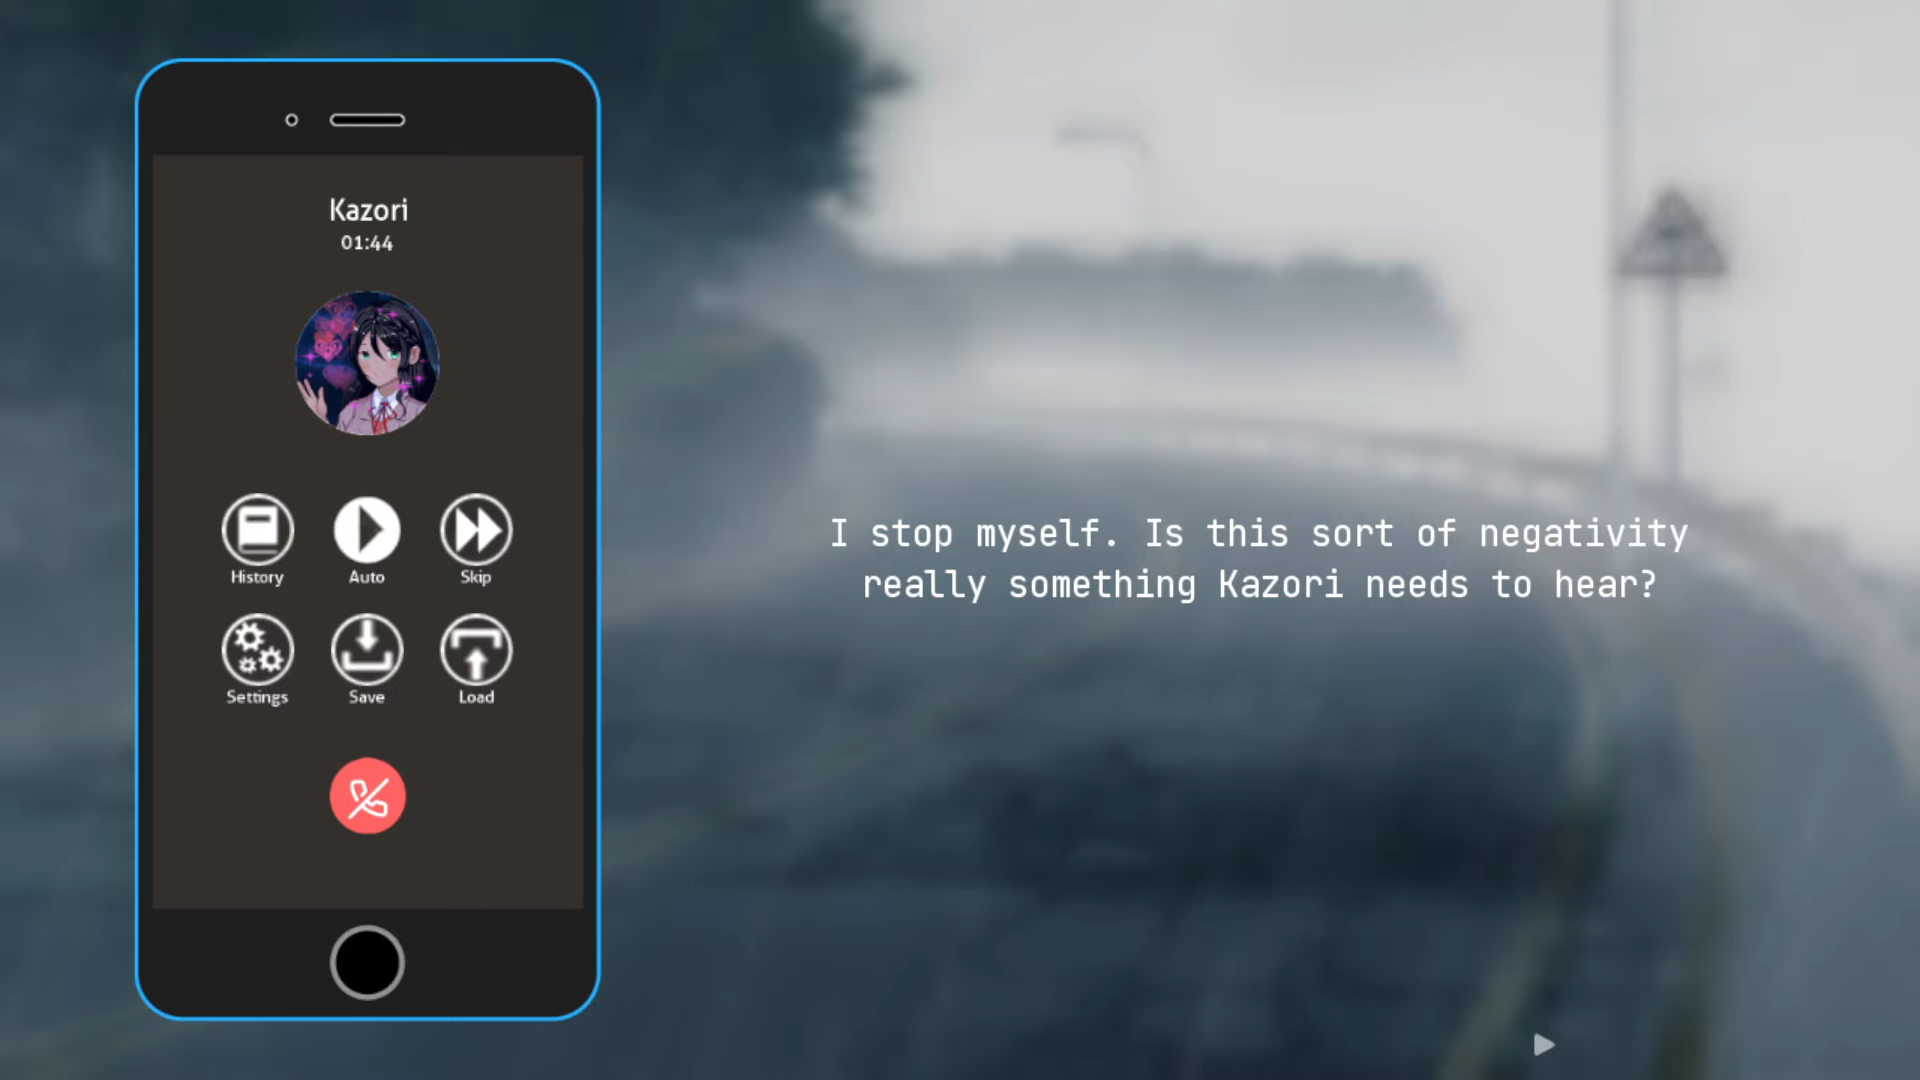 Kazori
01:44
History Auto Skip
Settings Save Load
I stop myself. Is this sort of negativity
really something Kazori needs to hear?